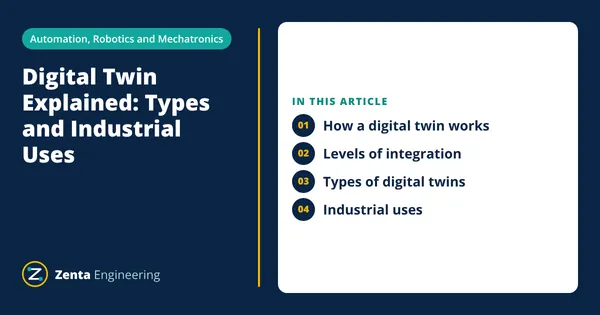 Automation, Robotics and Mechatronics
Digital Twin
Explained: Types
and Industrial
Uses
Zenta Engineering
IN THIS ARTICLE
01 How a digital twin works
02 Levels of integration
03 Types of digital twins
04 Industrial uses